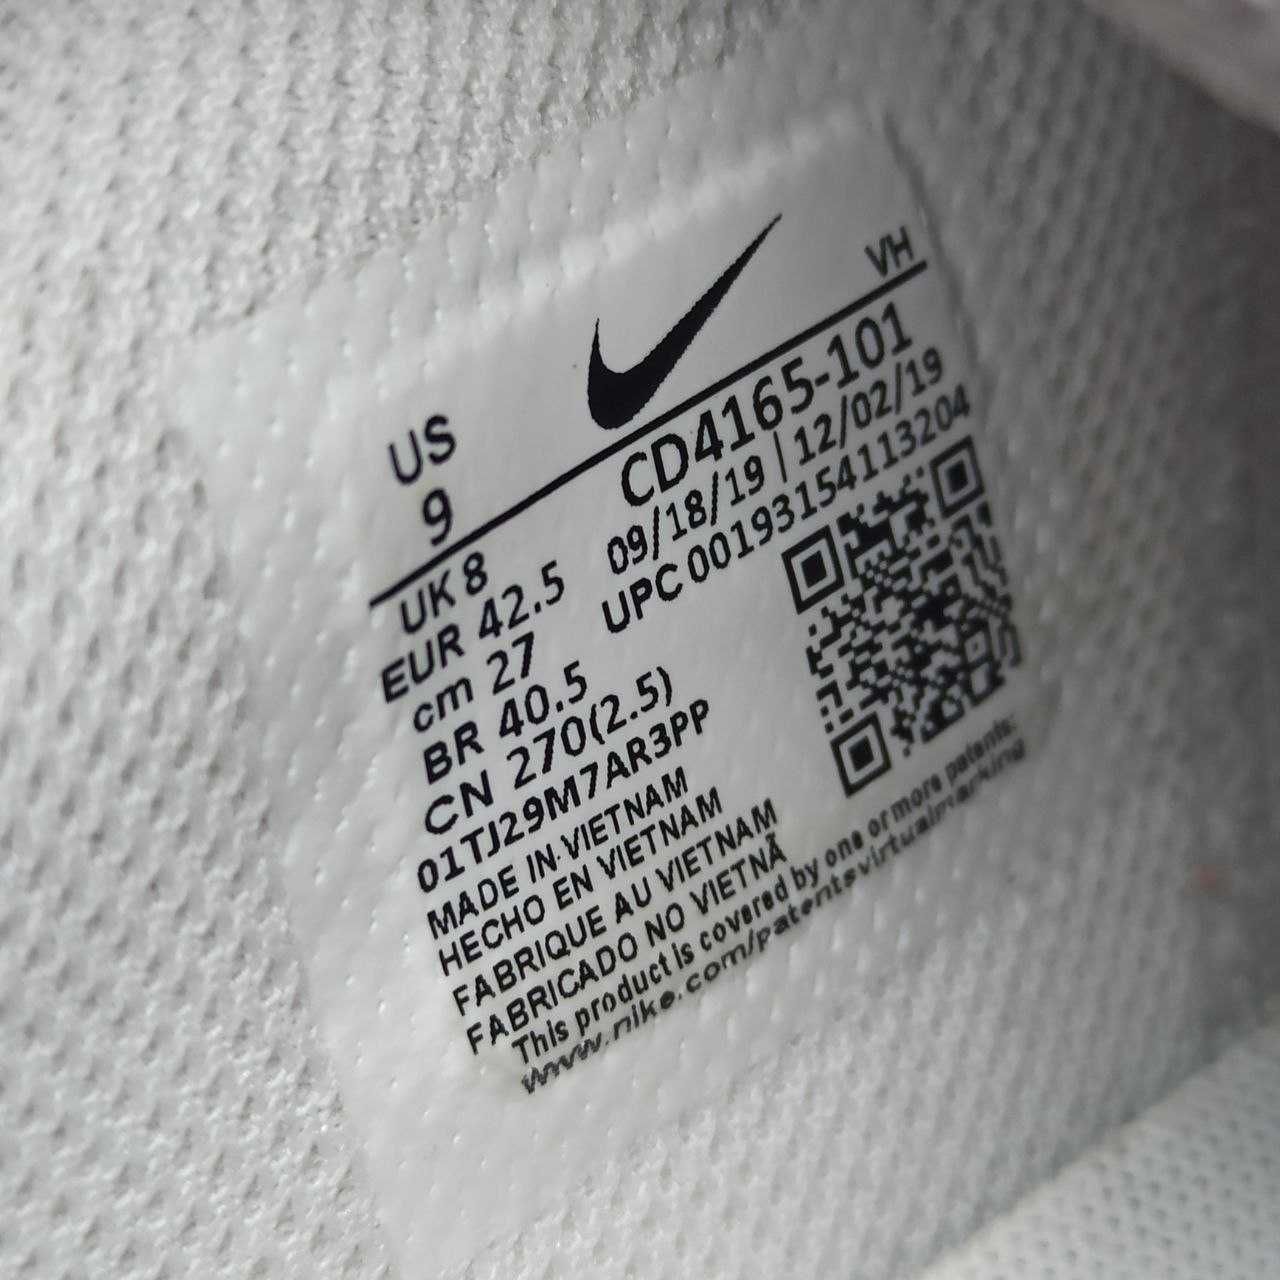 VH
US
9
CD4165-101
09/18/19 | 12/02/19
UPC 00193154113204
UK 8
EUR 42.5
cm 27
BR 40.5
CN 270(2.5)
01TJ29M7AR3PP
MADE IN VIETNAM
HECHO EN VIETNAM
FABRIQUE AU VIETNAM
FABRICADO NO VIETNÃ
This product is covered by one or more patents:
www.nike.com/patentsvirtualmarking